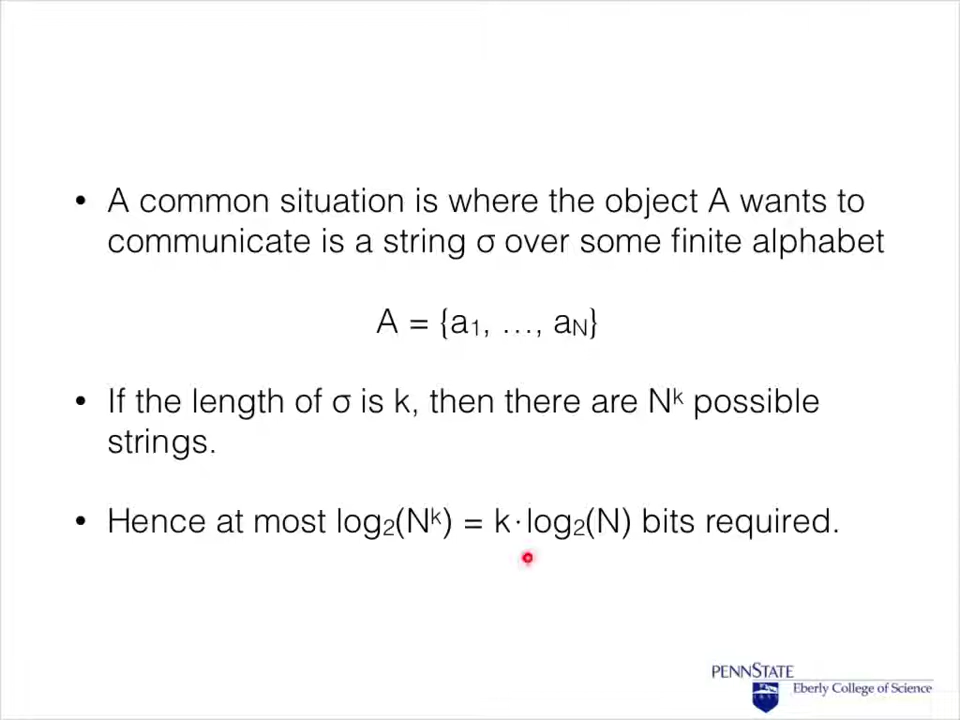 • A common situation is where the object A wants to
communicate is a string σ over some finite alphabet
A = {a₁, …, a_N}
• If the length of σ is k, then there are Nᵏ possible
strings.
• Hence at most log₂(Nᵏ) = k·log₂(N) bits required.
PENNSTATE
Eberly College of Science